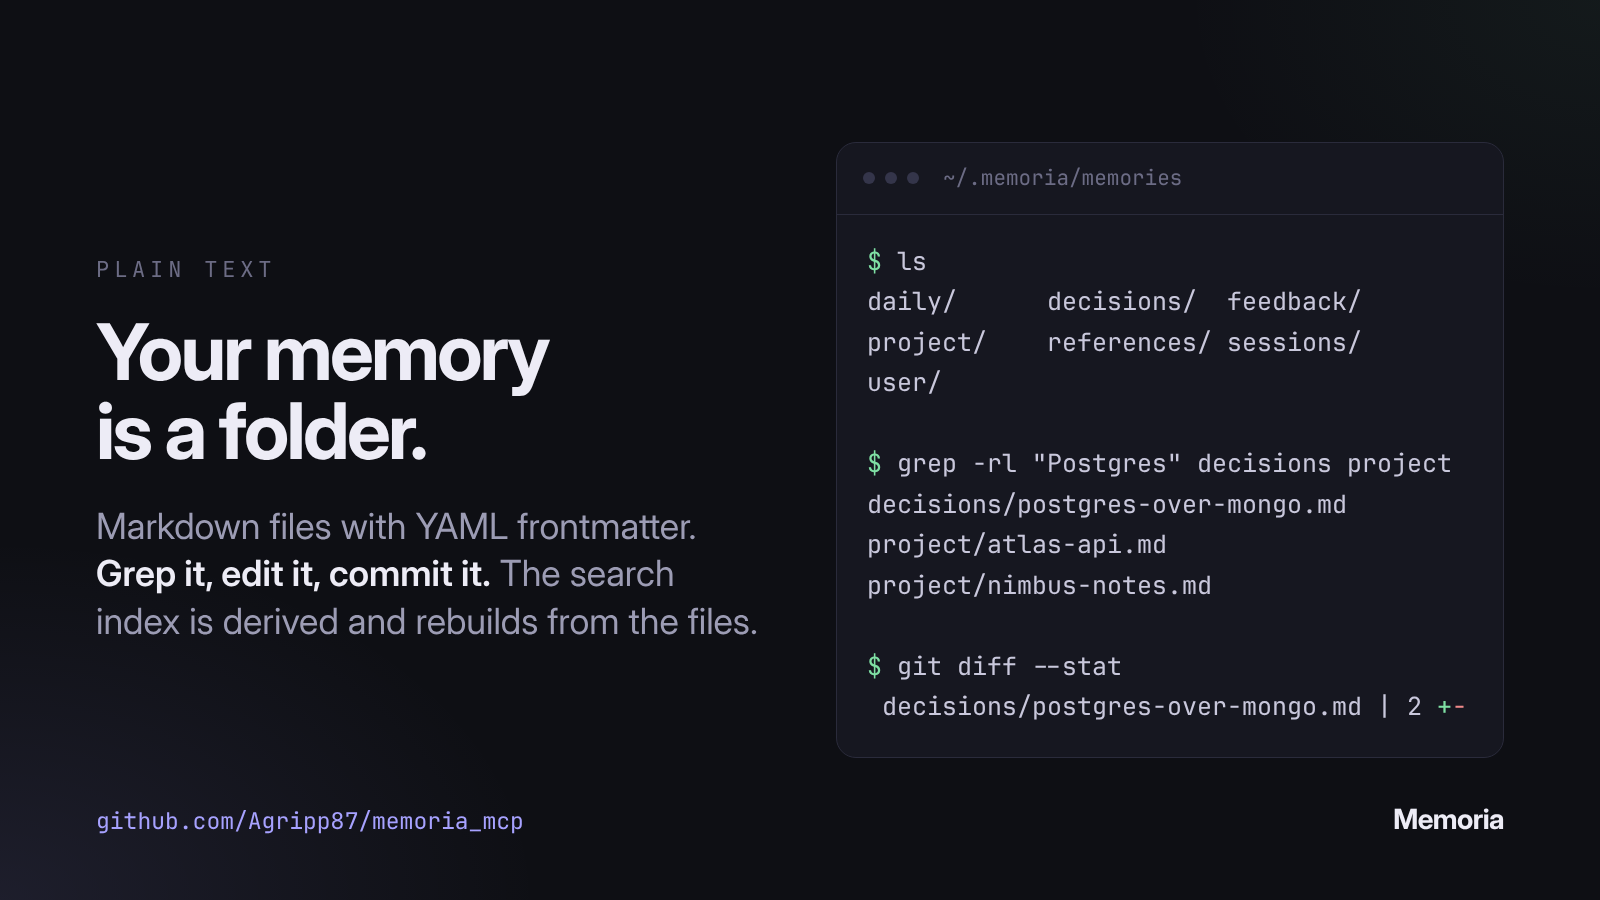 PLAIN TEXT
Your memory
is a folder.
Markdown files with YAML frontmatter.
Grep it, edit it, commit it. The search
index is derived and rebuilds from the files.
~/.memoria/memories
$ ls
daily/      decisions/  feedback/
project/    references/ sessions/
user/
$ grep -rl "Postgres" decisions project
decisions/postgres-over-mongo.md
project/atlas-api.md
project/nimbus-notes.md
$ git diff --stat
 decisions/postgres-over-mongo.md | 2 +-
github.com/Agripp87/memoria_mcp
Memoria